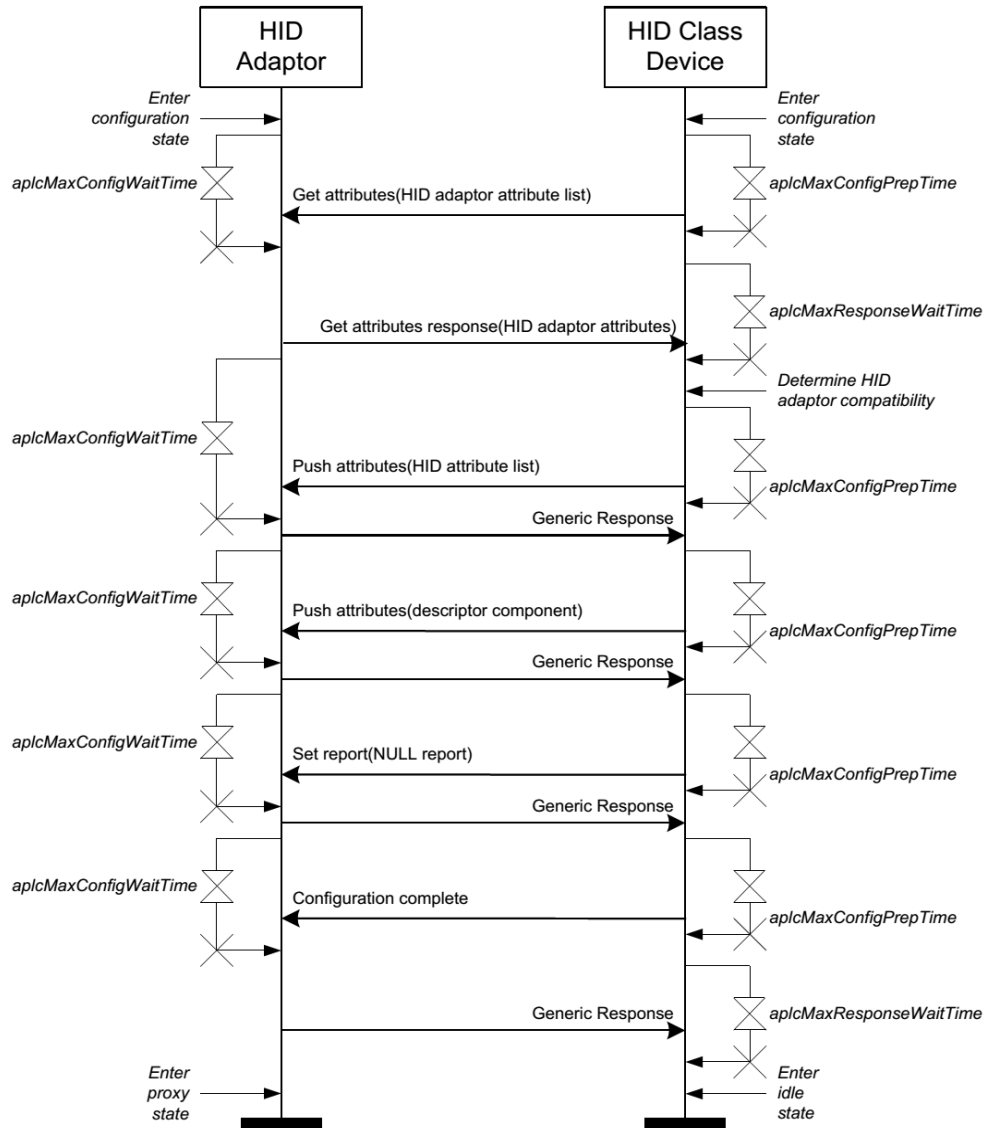 HID
Adaptor
HID Class
Device
Enter
configuration
state
Enter
configuration
state
aplcMaxConfigWaitTime
aplcMaxConfigPrepTime
Get attributes(HID adaptor attribute list)
aplcMaxResponseWaitTime
Get attributes response(HID adaptor attributes)
Determine HID
adaptor compatibility
aplcMaxConfigWaitTime
Push attributes(HID attribute list)
aplcMaxConfigPrepTime
Generic Response
aplcMaxConfigWaitTime
Push attributes(descriptor component)
aplcMaxConfigPrepTime
Generic Response
aplcMaxConfigWaitTime
Set report(NULL report)
aplcMaxConfigPrepTime
Generic Response
aplcMaxConfigWaitTime
Configuration complete
aplcMaxConfigPrepTime
Generic Response
aplcMaxResponseWaitTime
Enter
proxy
state
Enter
idle
state